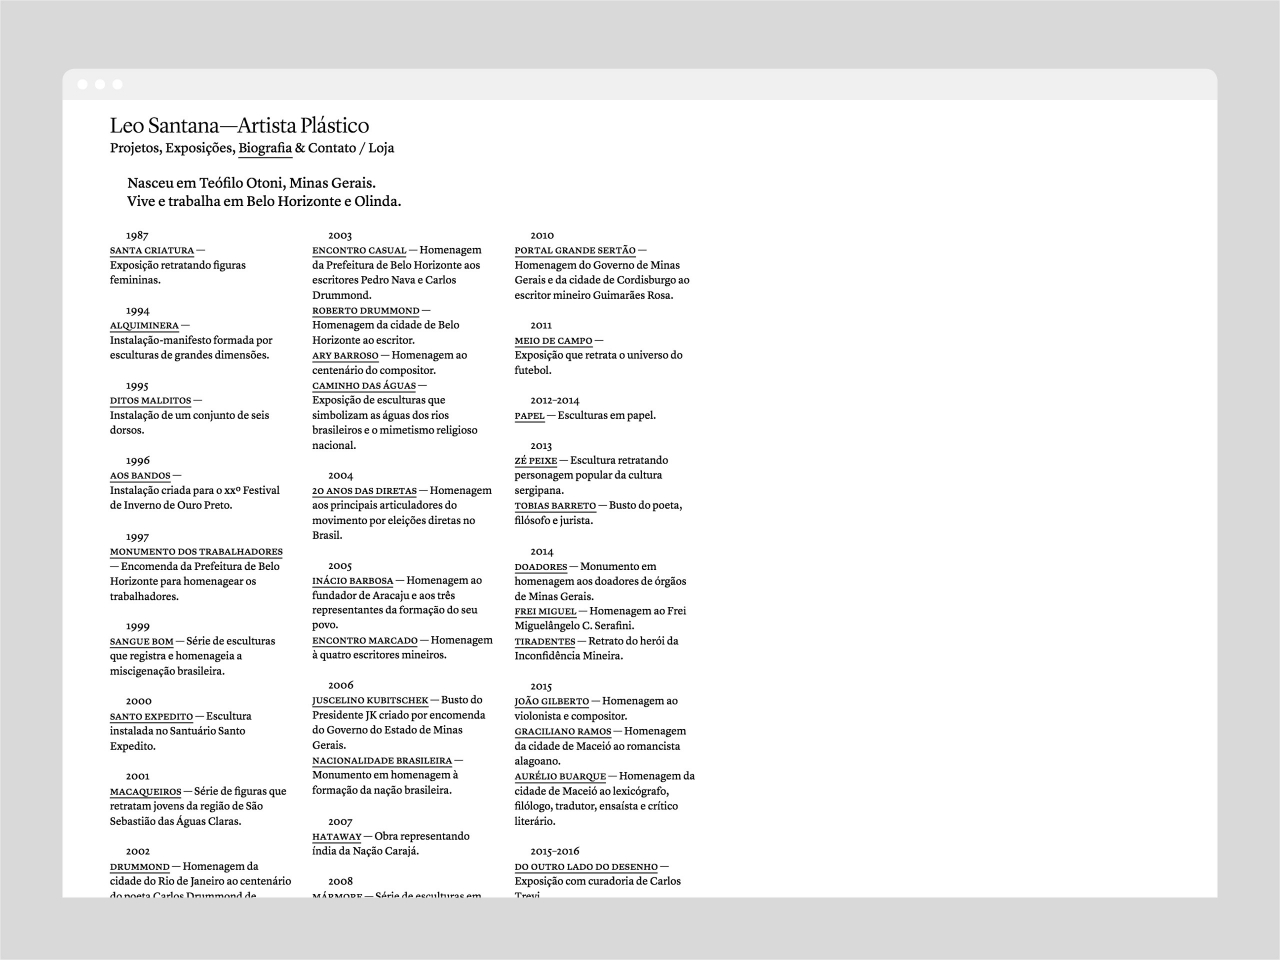 Leo Santana—Artista Plástico
Projetos, Exposições, Biografia & Contato / Loja
Nasceu em Teófilo Otoni, Minas Gerais.
Vive e trabalha em Belo Horizonte e Olinda.
1987
SANTA CRIATURA —
Exposição retratando figuras
femininas.
1994
ALQUIMINERA —
Instalação-manifesto formada por
esculturas de grandes dimensões.
1995
DITOS MALDITOS —
Instalação de um conjunto de seis
dorsos.
1996
AOS BANDOS —
Instalação criada para o xxº Festival
de Inverno de Ouro Preto.
1997
MONUMENTO DOS TRABALHADORES
— Encomenda da Prefeitura de Belo
Horizonte para homenagear os
trabalhadores.
1999
SANGUE BOM — Série de esculturas
que registra e homenageia a
miscigenação brasileira.
2000
SANTO EXPEDITO — Escultura
instalada no Santuário Santo
Expedito.
2001
MACAQUEIROS — Série de figuras que
retratam jovens da região de São
Sebastião das Águas Claras.
2002
DRUMMOND — Homenagem da
cidade do Rio de Janeiro ao centenário
do poeta Carlos Drummond de
2003
ENCONTRO CASUAL — Homenagem
da Prefeitura de Belo Horizonte aos
escritores Pedro Nava e Carlos
Drummond.
ROBERTO DRUMMOND —
Homenagem da cidade de Belo
Horizonte ao escritor.
ARY BARROSO — Homenagem ao
centenário do compositor.
CAMINHO DAS ÁGUAS —
Exposição de esculturas que
simbolizam as águas dos rios
brasileiros e o mimetismo religioso
nacional.
2004
20 ANOS DAS DIRETAS — Homenagem
aos principais articuladores do
movimento por eleições diretas no
Brasil.
2005
INÁCIO BARBOSA — Homenagem ao
fundador de Aracaju e aos três
representantes da formação do seu
povo.
ENCONTRO MARCADO — Homenagem
à quatro escritores mineiros.
2006
JUSCELINO KUBITSCHEK — Busto do
Presidente JK criado por encomenda
do Governo do Estado de Minas
Gerais.
NACIONALIDADE BRASILEIRA —
Monumento em homenagem à
formação da nação brasileira.
2007
HATAWAY — Obra representando
índia da Nação Carajá.
2008
MÁRMORE — Série de esculturas em
2010
PORTAL GRANDE SERTÃO —
Homenagem do Governo de Minas
Gerais e da cidade de Cordisburgo ao
escritor mineiro Guimarães Rosa.
2011
MEIO DE CAMPO —
Exposição que retrata o universo do
futebol.
2012–2014
PAPEL — Esculturas em papel.
2013
ZÉ PEIXE — Escultura retratando
personagem popular da cultura
sergipana.
TOBIAS BARRETO — Busto do poeta,
filósofo e jurista.
2014
DOADORES — Monumento em
homenagem aos doadores de órgãos
de Minas Gerais.
FREI MIGUEL — Homenagem ao Frei
Miguelângelo C. Serafini.
TIRADENTES — Retrato do herói da
Inconfidência Mineira.
2015
JOÃO GILBERTO — Homenagem ao
violonista e compositor.
GRACILIANO RAMOS — Homenagem
da cidade de Maceió ao romancista
alagoano.
AURÉLIO BUARQUE — Homenagem da
cidade de Maceió ao lexicógrafo,
filólogo, tradutor, ensaísta e crítico
literário.
2015–2016
DO OUTRO LADO DO DESENHO —
Exposição com curadoria de Carlos
Trevi.